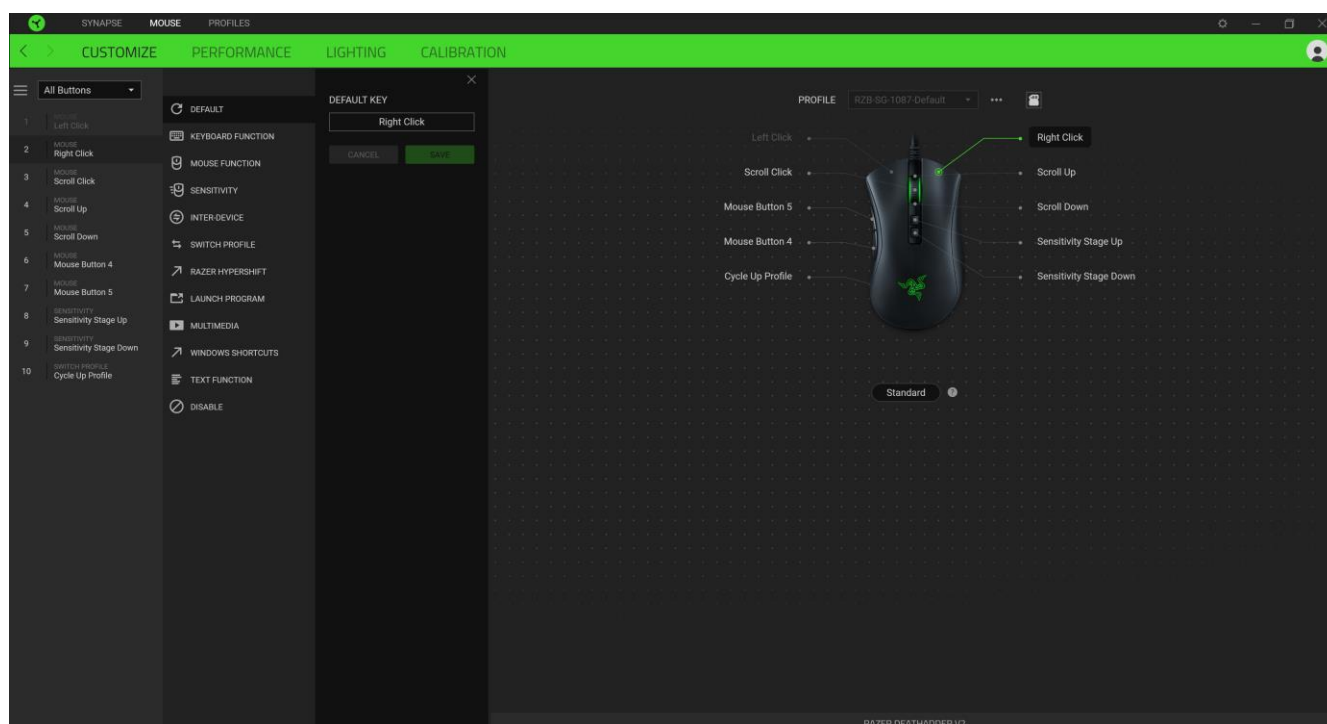 SYNAPSE MOUSE PROFILES
CUSTOMIZE PERFORMANCE LIGHTING CALIBRATION
All Buttons
1 MOUSE
Left Click
2 MOUSE
Right Click
3 MOUSE
Scroll Click
4 MOUSE
Scroll Up
5 MOUSE
Scroll Down
6 MOUSE
Mouse Button 4
7 MOUSE
Mouse Button 5
8 SENSITIVITY
Sensitivity Stage Up
9 SENSITIVITY
Sensitivity Stage Down
10 SWITCH PROFILE
Cycle Up Profile
DEFAULT
KEYBOARD FUNCTION
MOUSE FUNCTION
SENSITIVITY
INTER-DEVICE
SWITCH PROFILE
RAZER HYPERSHIFT
LAUNCH PROGRAM
MULTIMEDIA
WINDOWS SHORTCUTS
TEXT FUNCTION
DISABLE
DEFAULT KEY
Right Click
CANCEL SAVE
PROFILE RZB-SG-1087-Default
Left Click
Scroll Click
Mouse Button 5
Mouse Button 4
Cycle Up Profile
Right Click
Scroll Up
Scroll Down
Sensitivity Stage Up
Sensitivity Stage Down
Standard ?
RAZER DEATHADDER V2